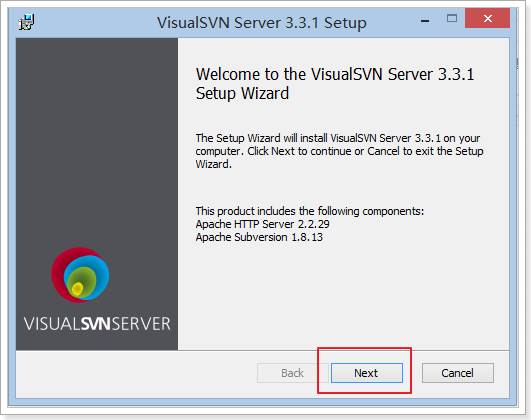 VisualSVN Server 3.3.1 Setup
Welcome to the VisualSVN Server 3.3.1
Setup Wizard
The Setup Wizard will install VisualSVN Server 3.3.1 on your
computer. Click Next to continue or Cancel to exit the Setup
Wizard.
This product includes the following components:
Apache HTTP Server 2.2.29
Apache Subversion 1.8.13
VISUALSVNSERVER
Back
Next
Cancel